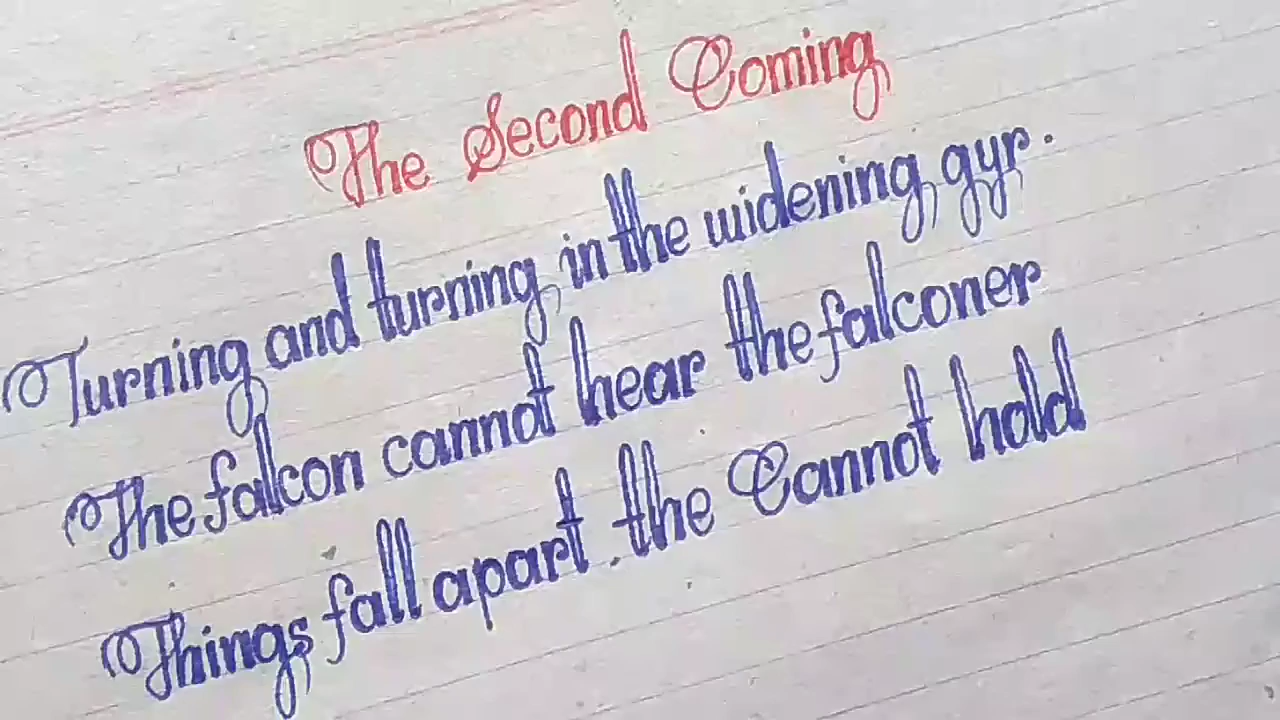 The Second Coming
Turning and turning in the widening gyr.
The falcon cannot hear the falconer
Things fall apart . the Cannot hold